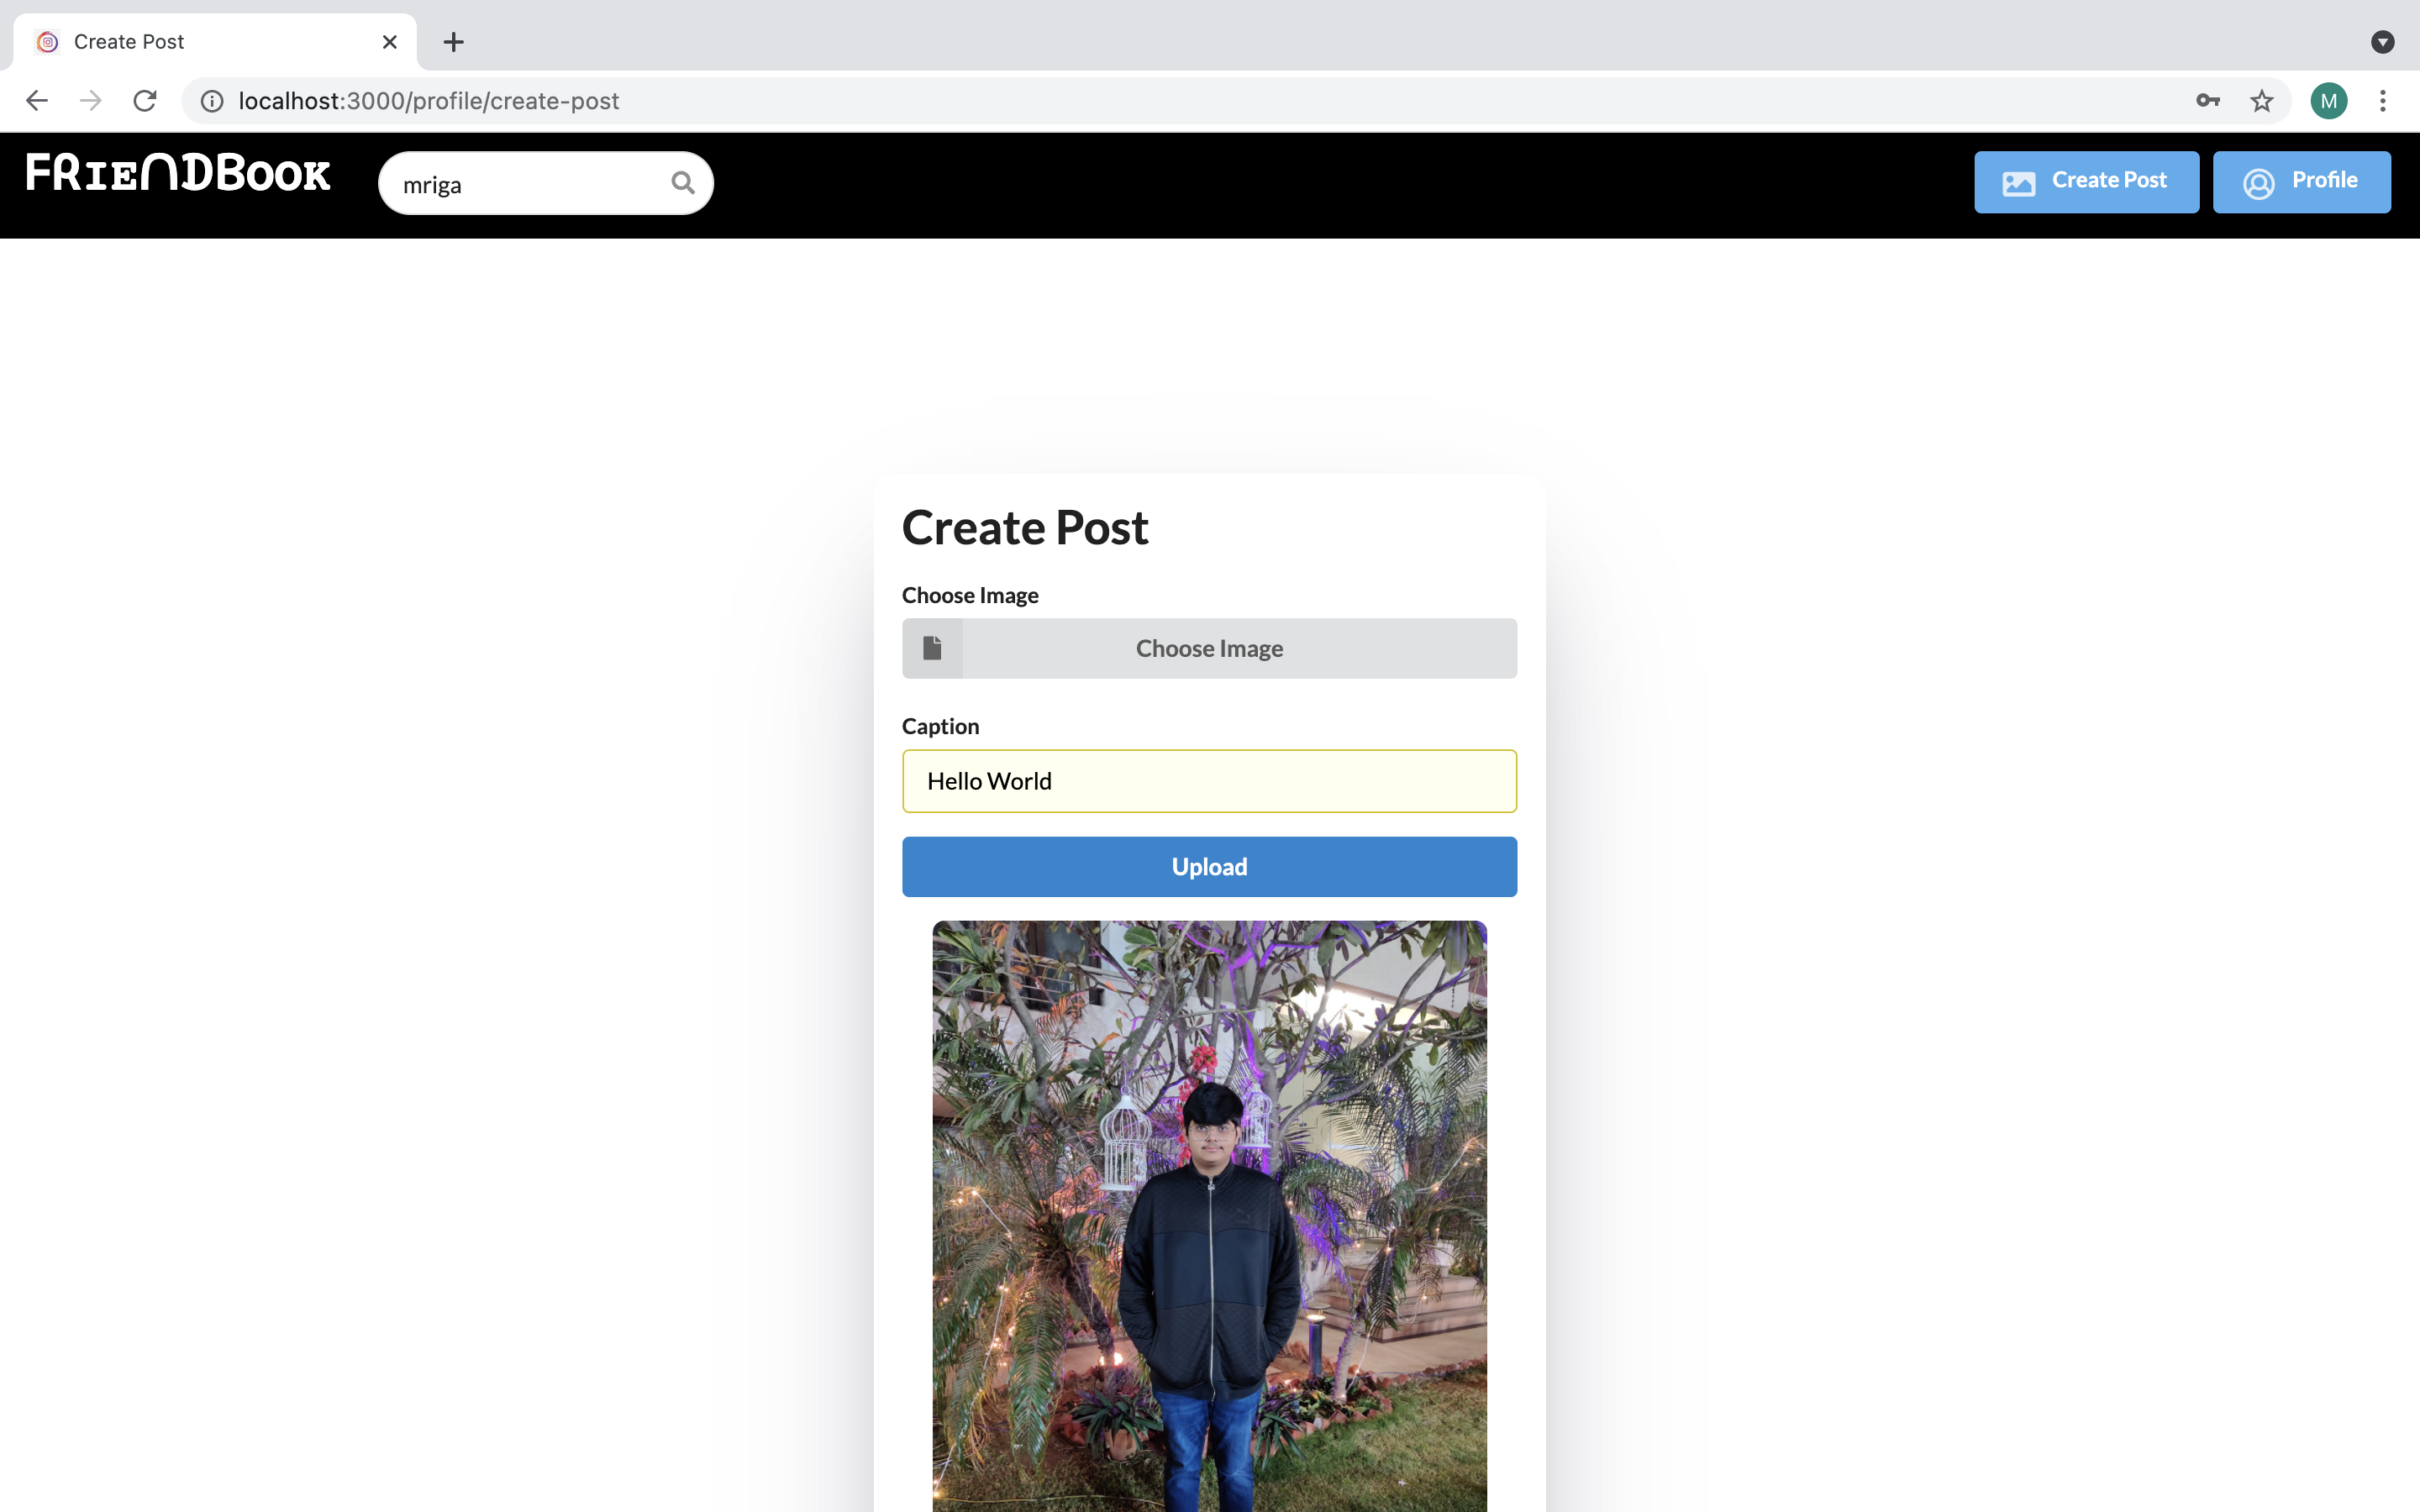 Create Post
localhost:3000/profile/create-post
M
FRIENDBOOK
mriga
Create Post
Profile
Create Post
Choose Image
Choose Image
Caption
Hello World
Upload